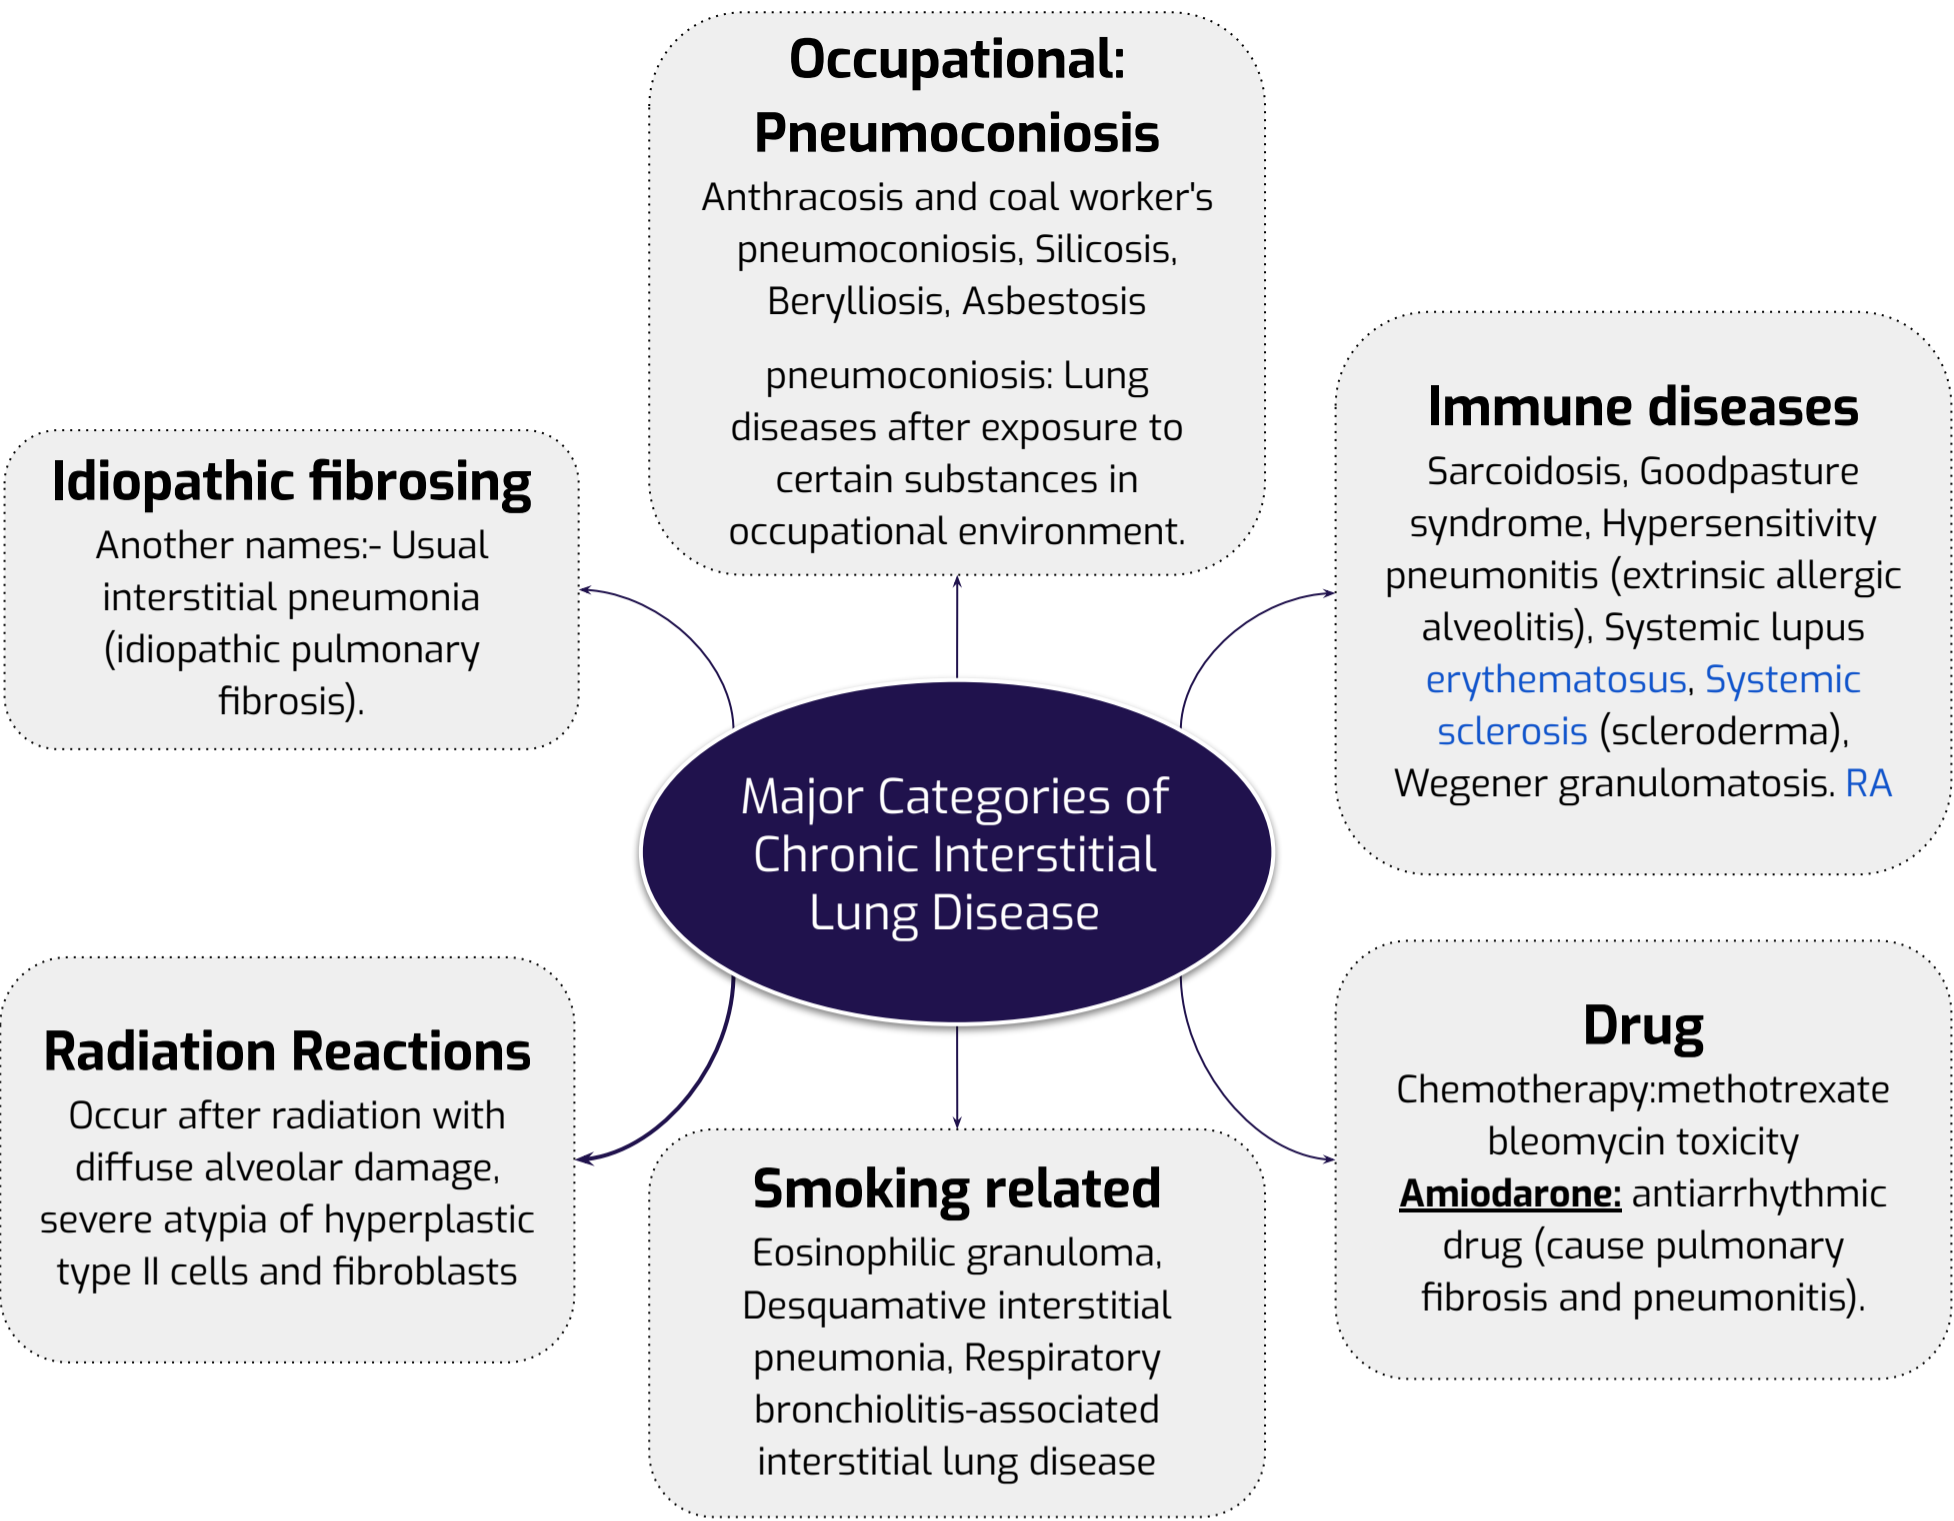 Occupational:
Pneumoconiosis
Anthracosis and coal worker's
pneumoconiosis, Silicosis,
Berylliosis, Asbestosis
pneumoconiosis: Lung
diseases after exposure to
certain substances in
occupational environment.
Immune diseases
Sarcoidosis, Goodpasture
syndrome, Hypersensitivity
pneumonitis (extrinsic allergic
alveolitis), Systemic lupus
erythematosus, Systemic
sclerosis (scleroderma),
Wegener granulomatosis. RA
Idiopathic fibrosing
Another names:- Usual
interstitial pneumonia
(idiopathic pulmonary
fibrosis).
Major Categories of
Chronic Interstitial
Lung Disease
Radiation Reactions
Occur after radiation with
diffuse alveolar damage,
severe atypia of hyperplastic
type II cells and fibroblasts
Smoking related
Eosinophilic granuloma,
Desquamative interstitial
pneumonia, Respiratory
bronchiolitis-associated
interstitial lung disease
Drug
Chemotherapy:methotrexate
bleomycin toxicity
Amiodarone: antiarrhythmic
drug (cause pulmonary
fibrosis and pneumonitis).